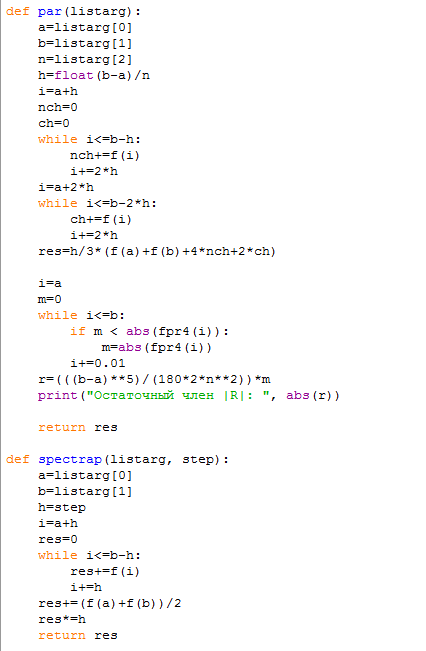 def par(listarg):
    a=listarg[0]
    b=listarg[1]
    n=listarg[2]
    h=float(b-a)/n
    i=a+h
    nch=0
    ch=0
    while i<=b-h:
        nch+=f(i)
        i+=2*h
    i=a+2*h
    while i<=b-2*h:
        ch+=f(i)
        i+=2*h
    res=h/3*(f(a)+f(b)+4*nch+2*ch)

    i=a
    m=0
    while i<=b:
        if m < abs(fpr4(i)):
            m=abs(fpr4(i))
        i+=0.01
    r=(((b-a)**5)/(180*2*n**2))*m
    print("Остаточный член |R|: ", abs(r))

    return res

def spectrap(listarg, step):
    a=listarg[0]
    b=listarg[1]
    h=step
    i=a+h
    res=0
    while i<=b-h:
        res+=f(i)
        i+=h
    res+=(f(a)+f(b))/2
    res*=h
    return res